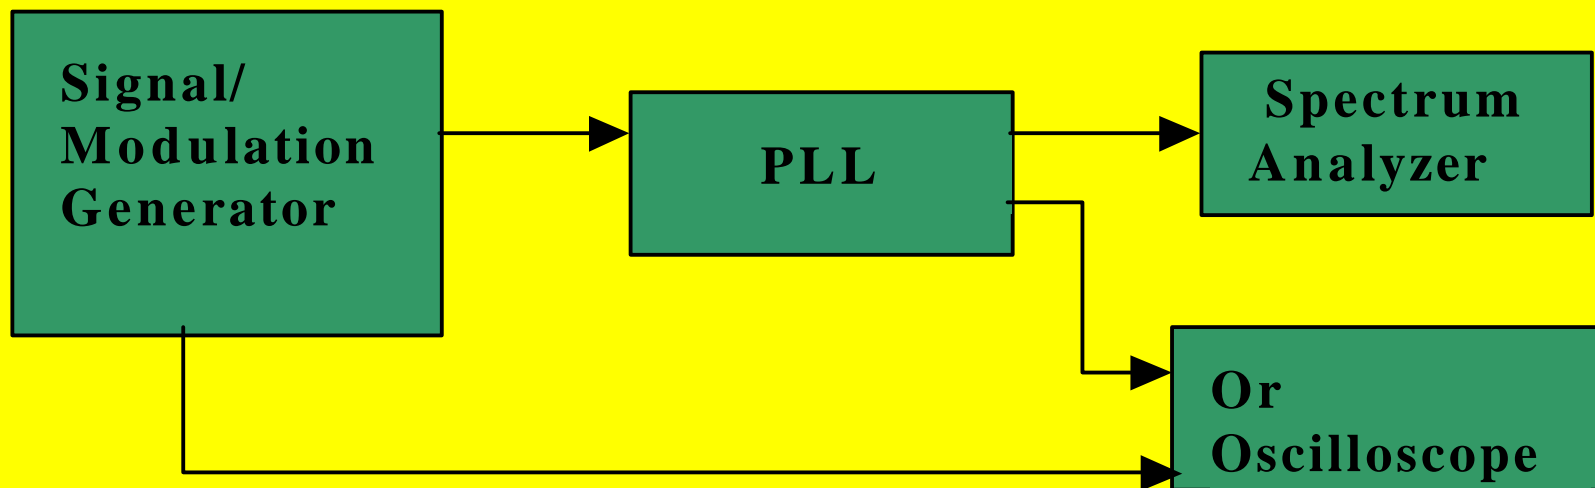 Signal/
Modulation
Generator
PLL
Spectrum
Analyzer
Or
Oscilloscope